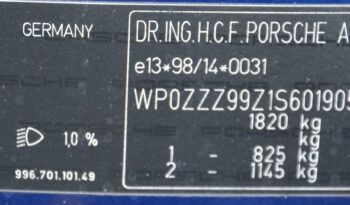 GERMANY
DR.ING.H.C.F.PORSCHE A
e13*98/14*0031
WP0ZZZ99Z1S601905
1820 kg
kg
1 - 825 kg
2 - 1145 kg
1,0 %
996.701.101.49